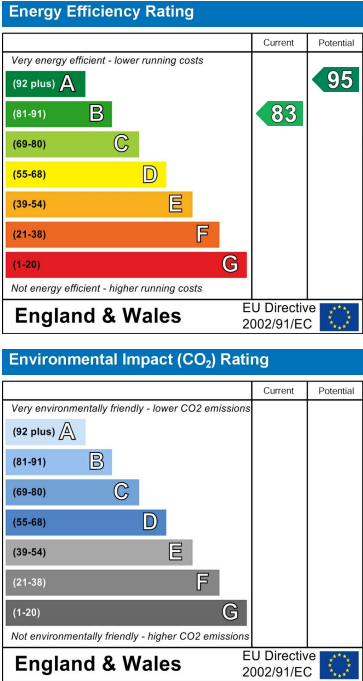 Energy Efficiency Rating
Current Potential
Very energy efficient - lower running costs
(92 plus) A
95
(81-91) B
83
(69-80) C
(55-68) D
(39-54) E
(21-38) F
(1-20) G
Not energy efficient - higher running costs
England & Wales
EU Directive
2002/91/EC
Environmental Impact (CO₂) Rating
Current Potential
Very environmentally friendly - lower CO2 emissions
(92 plus) A
(81-91) B
(69-80) C
(55-68) D
(39-54) E
(21-38) F
(1-20) G
Not environmentally friendly - higher CO2 emissions
England & Wales
EU Directive
2002/91/EC